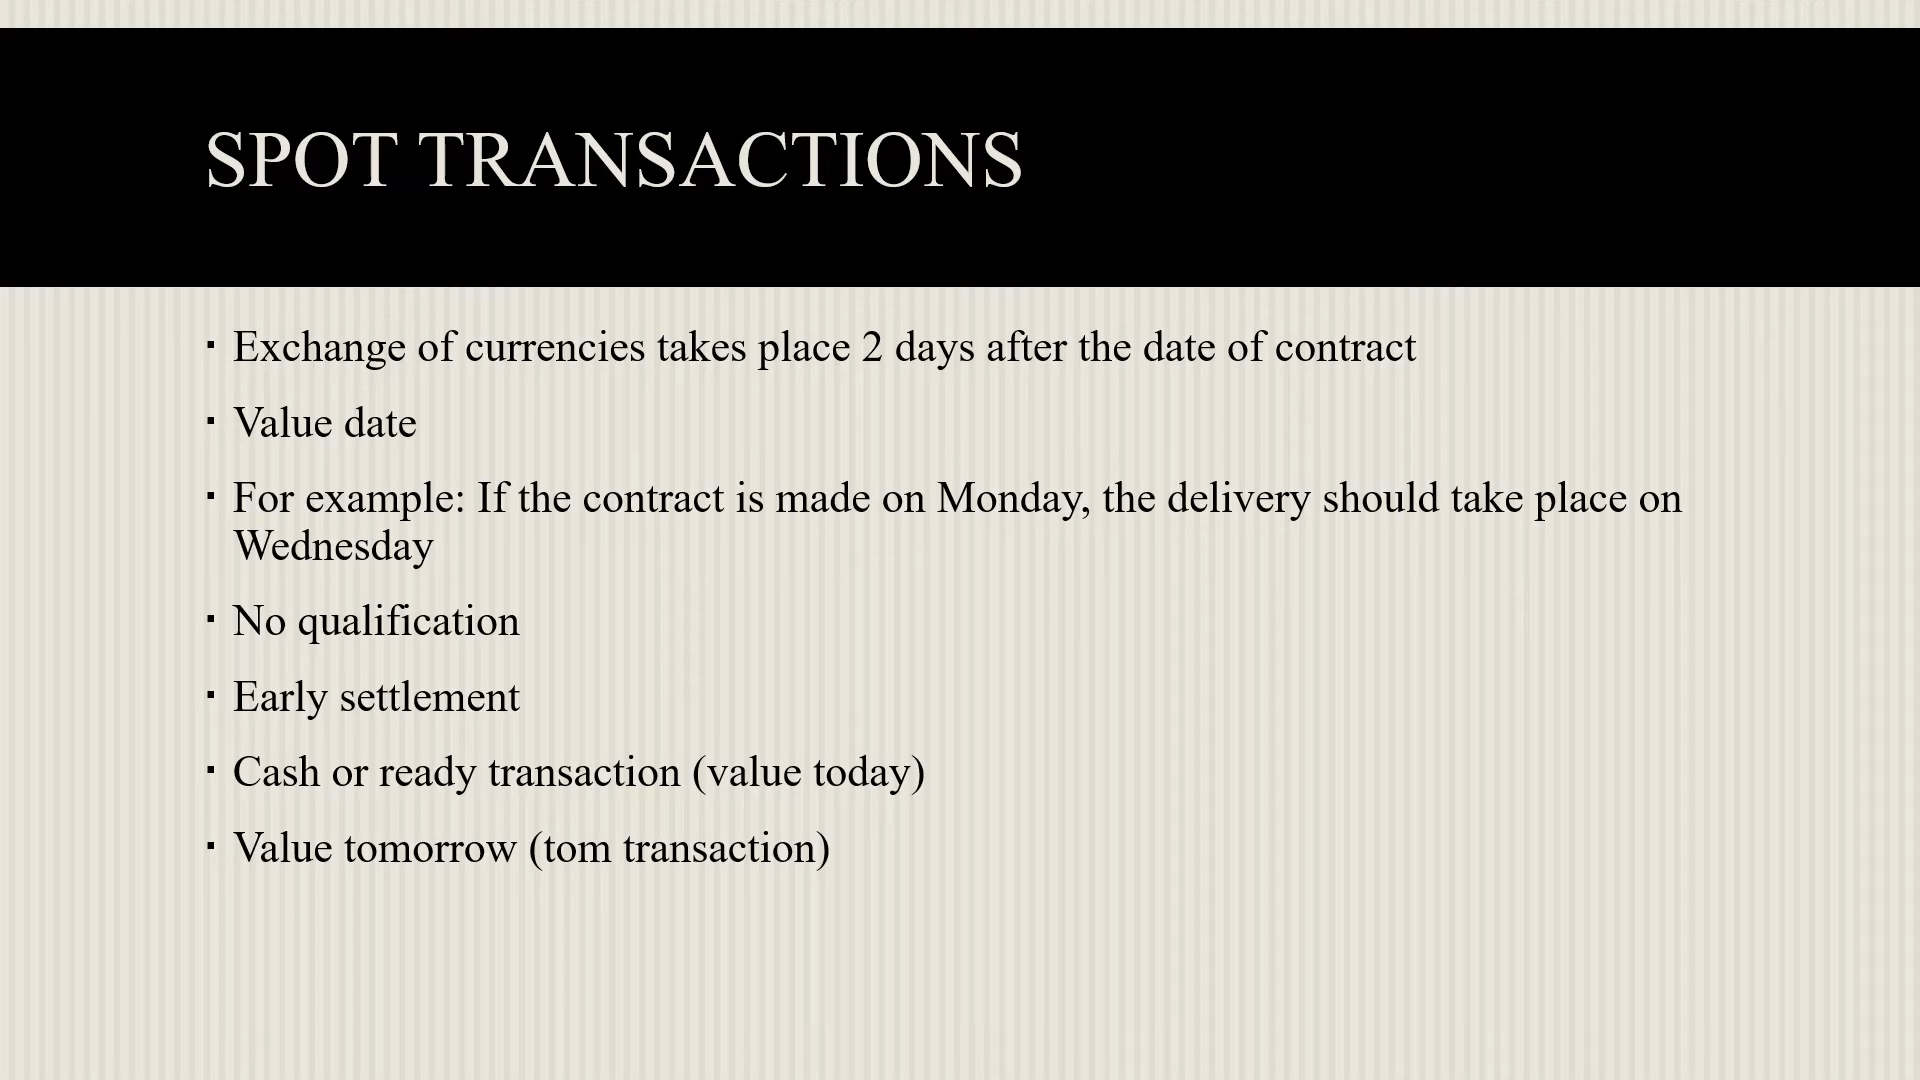 SPOT TRANSACTIONS
▪ Exchange of currencies takes place 2 days after the date of contract
▪ Value date
▪ For example: If the contract is made on Monday, the delivery should take place on
Wednesday
▪ No qualification
▪ Early settlement
▪ Cash or ready transaction (value today)
▪ Value tomorrow (tom transaction)